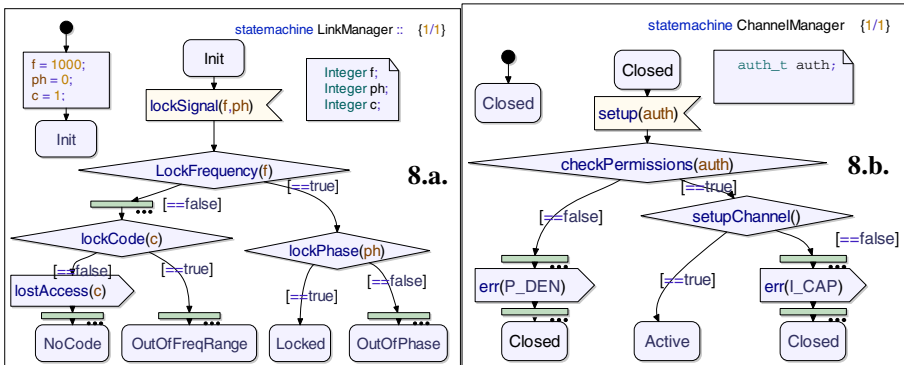 statemachine LinkManager :: {1/1}
f = 1000;
ph = 0;
c = 1;
Init
Init
lockSignal(f,ph)
Integer f;
Integer ph;
Integer c;
LockFrequency(f)
8.a.
[==false]
[==true]
lockCode(c)
lockPhase(ph)
[==false]
[==true]
[==true]
[==false]
lostAccess(c)
NoCode
OutOfFreqRange
Locked
OutOfPhase
statemachine ChannelManager {1/1}
Closed
Closed
setup(auth)
auth_t auth;
checkPermissions(auth)
8.b.
[==false]
[==true]
setupChannel()
[==true]
[==false]
err(P_DEN)
err(I_CAP)
Closed
Active
Closed